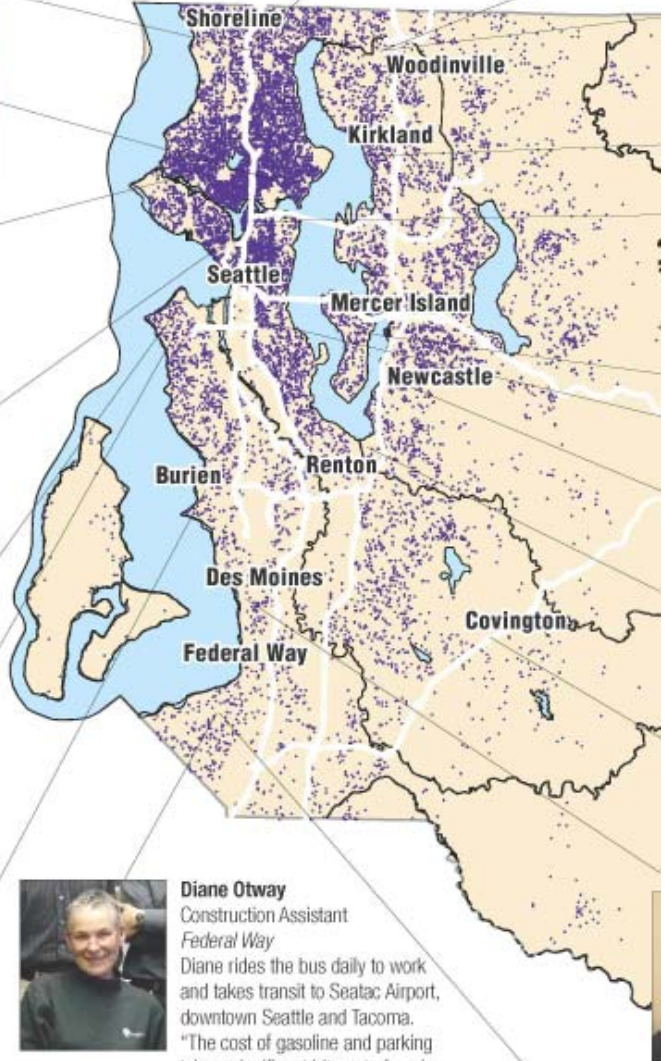 Shoreline
Woodinville
Kirkland
Seattle
Mercer Island
Newcastle
Renton
Burien
Des Moines
Covington
Federal Way
Diane Otway
Construction Assistant
Federal Way
Diane rides the bus daily to work
and takes transit to Seatac Airport,
downtown Seattle and Tacoma.
"The cost of gasoline and parking